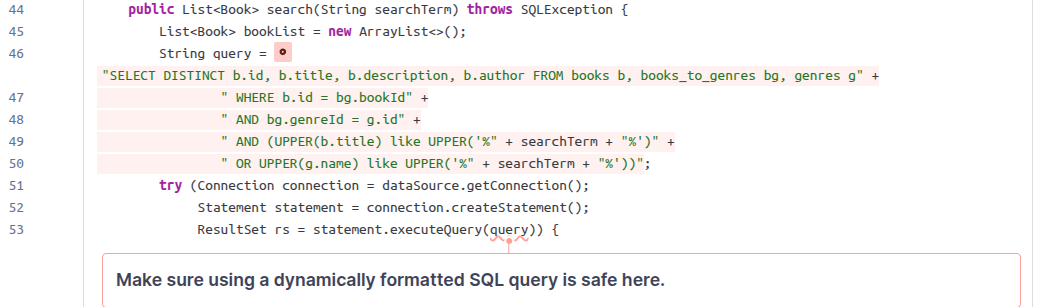 44 public List<Book> search(String searchTerm) throws SQLException {
45 List<Book> bookList = new ArrayList<>();
46 String query =
"SELECT DISTINCT b.id, b.title, b.description, b.author FROM books b, books_to_genres bg, genres g" +
47 " WHERE b.id = bg.bookId" +
48 " AND bg.genreId = g.id" +
49 " AND (UPPER(b.title) like UPPER('%" + searchTerm + "%')" +
50 " OR UPPER(g.name) like UPPER('%" + searchTerm + "%'))";
51 try (Connection connection = dataSource.getConnection();
52 Statement statement = connection.createStatement();
53 ResultSet rs = statement.executeQuery(query)) {
Make sure using a dynamically formatted SQL query is safe here.